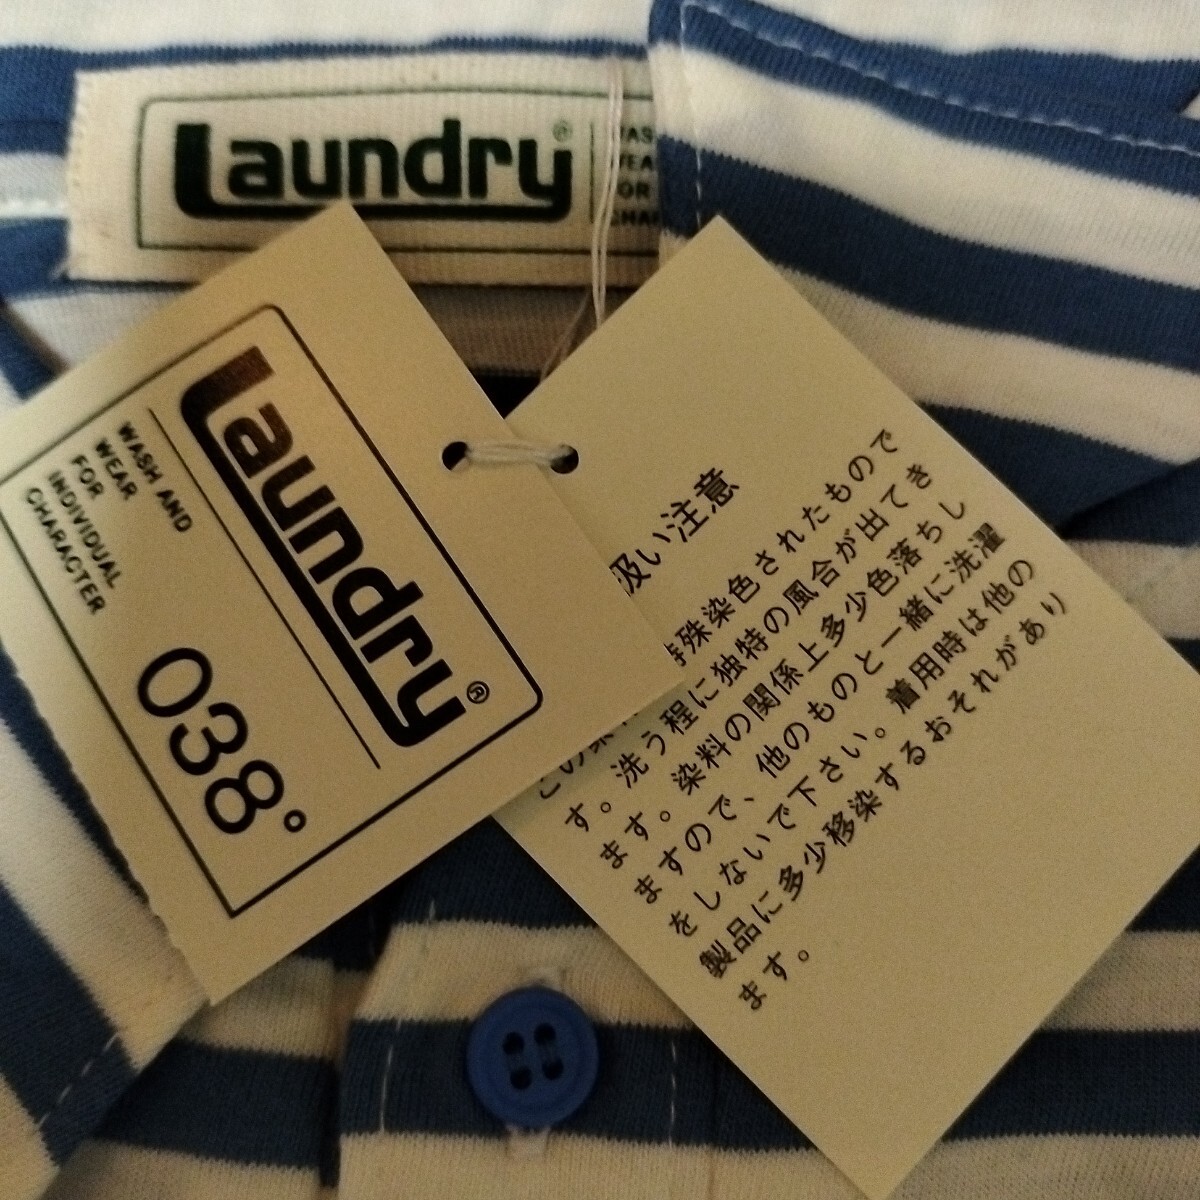 Laundry®
FOR
Laundry®
WASH AND
WEAR
FOR
INDIVIDUAL
CHARACTER
038°
扱い注意
殊染色されたもので
す。洗う程に独特の風合が出てき
ます。染料の関係上多少色落ちし
ますので、他のものと一緒に洗濯
をしないで下さい。着用時は他の
製品に多少移染するおそれがあり
ます。